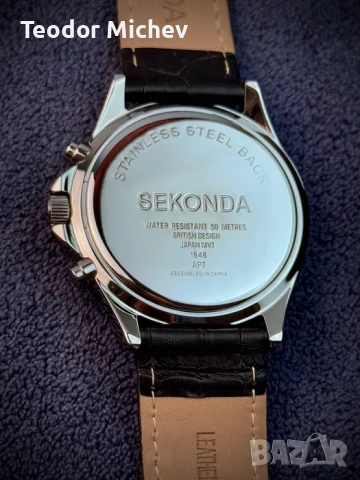 Teodor Michev
STAINLESS STEEL BACK
SEKONDA
WATER RESISTANT 50 METRES
BRITISH DESIGN
JAPAN MVT
1648
APT
ASSEMBLED IN CHINA
LEATHER
BAZAR